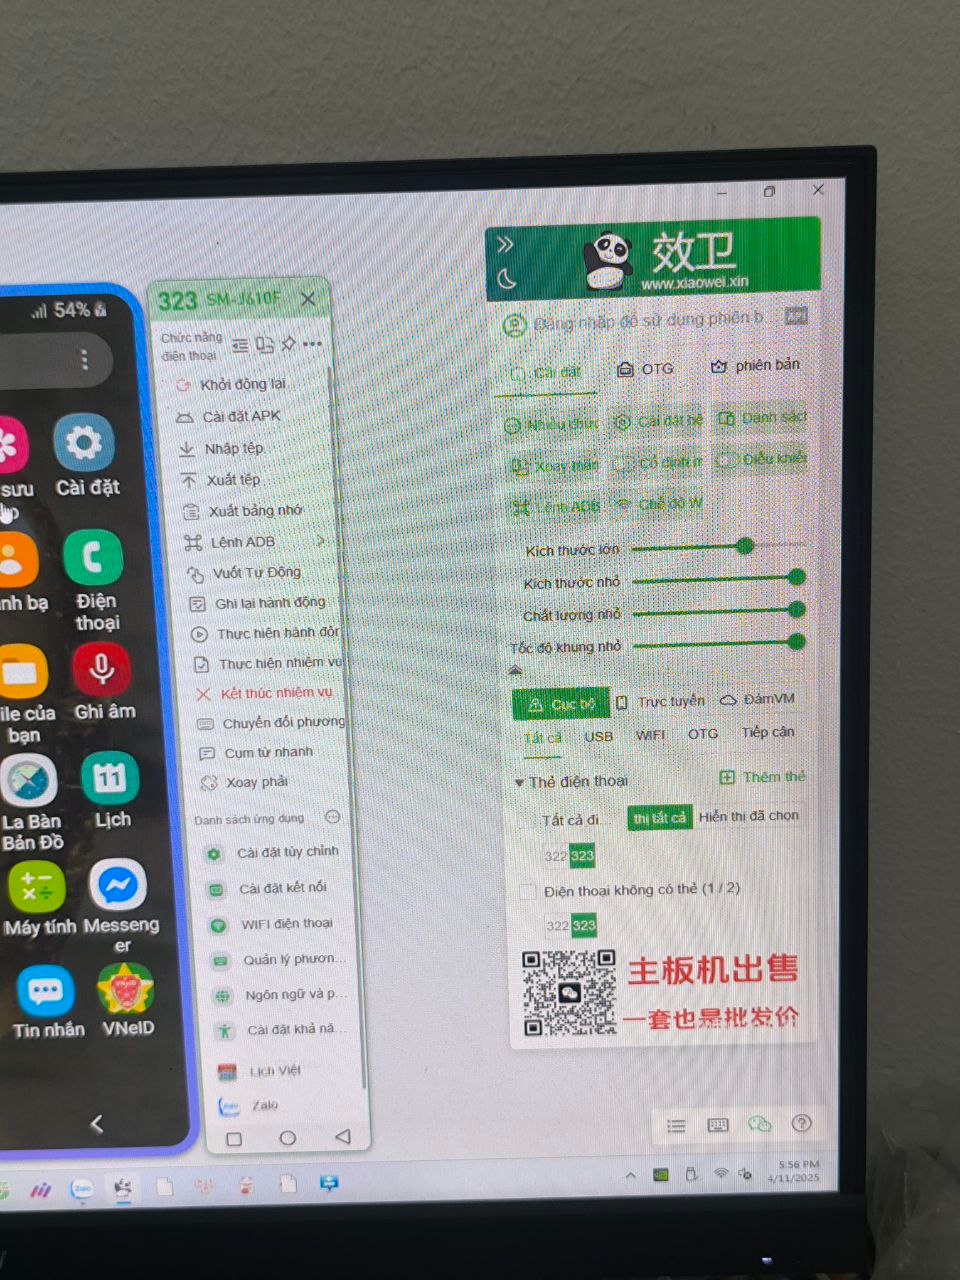 54%
sưu
Cài đặt
nh bạ
Điện thoại
ile của bạn
Ghi âm
La Bàn Bản Đồ
11
Lịch
Máy tính
Messeng
er
Tin nhắn
VNeID
323 SM-J610F
Chức năng
điện thoại
Khởi động lại
Cài đặt APK
Nhập tệp
Xuất tệp
Xuất bảng nhớ
Lệnh ADB
Vuốt Tự Động
Ghi lại hành động
Thực hiện hành độn
Thực hiện nhiệm vụ
Kết thúc nhiệm vụ
Chuyển đổi phương
Cụm từ nhanh
Xoay phải
Danh sách ứng dụng
Cài đặt tùy chỉnh
Cài đặt kết nối
WIFI điện thoại
Quản lý phươn...
Ngôn ngữ và p...
Cài đặt khả nă...
Lịch Việt
Zalo
效卫
www.xiaowei.xin
Đăng nhập để sử dụng phiên b
Cài đặt
OTG
phiên bản
Nhiều chức
Cài đặt hệ
Danh sách
Xoay màn
Cố định m
Điều khiển
Lệnh ADB
Chế độ W
Kích thước lớn
Kích thước nhỏ
Chất lượng nhỏ
Tốc độ khung nhỏ
Cục bộ
Trực tuyến
ĐámVM
Tất cả
USB
WIFI
OTG
Tiếp cận
Thẻ điện thoại
Thêm thẻ
Tất cả đi...
thị tất cả
Hiển thị đã chọn
322 323
Điện thoại không có thẻ (1 / 2)
322 323
主板机出售
一套也是批发价
Zalo
5:56 PM
4/11/2025